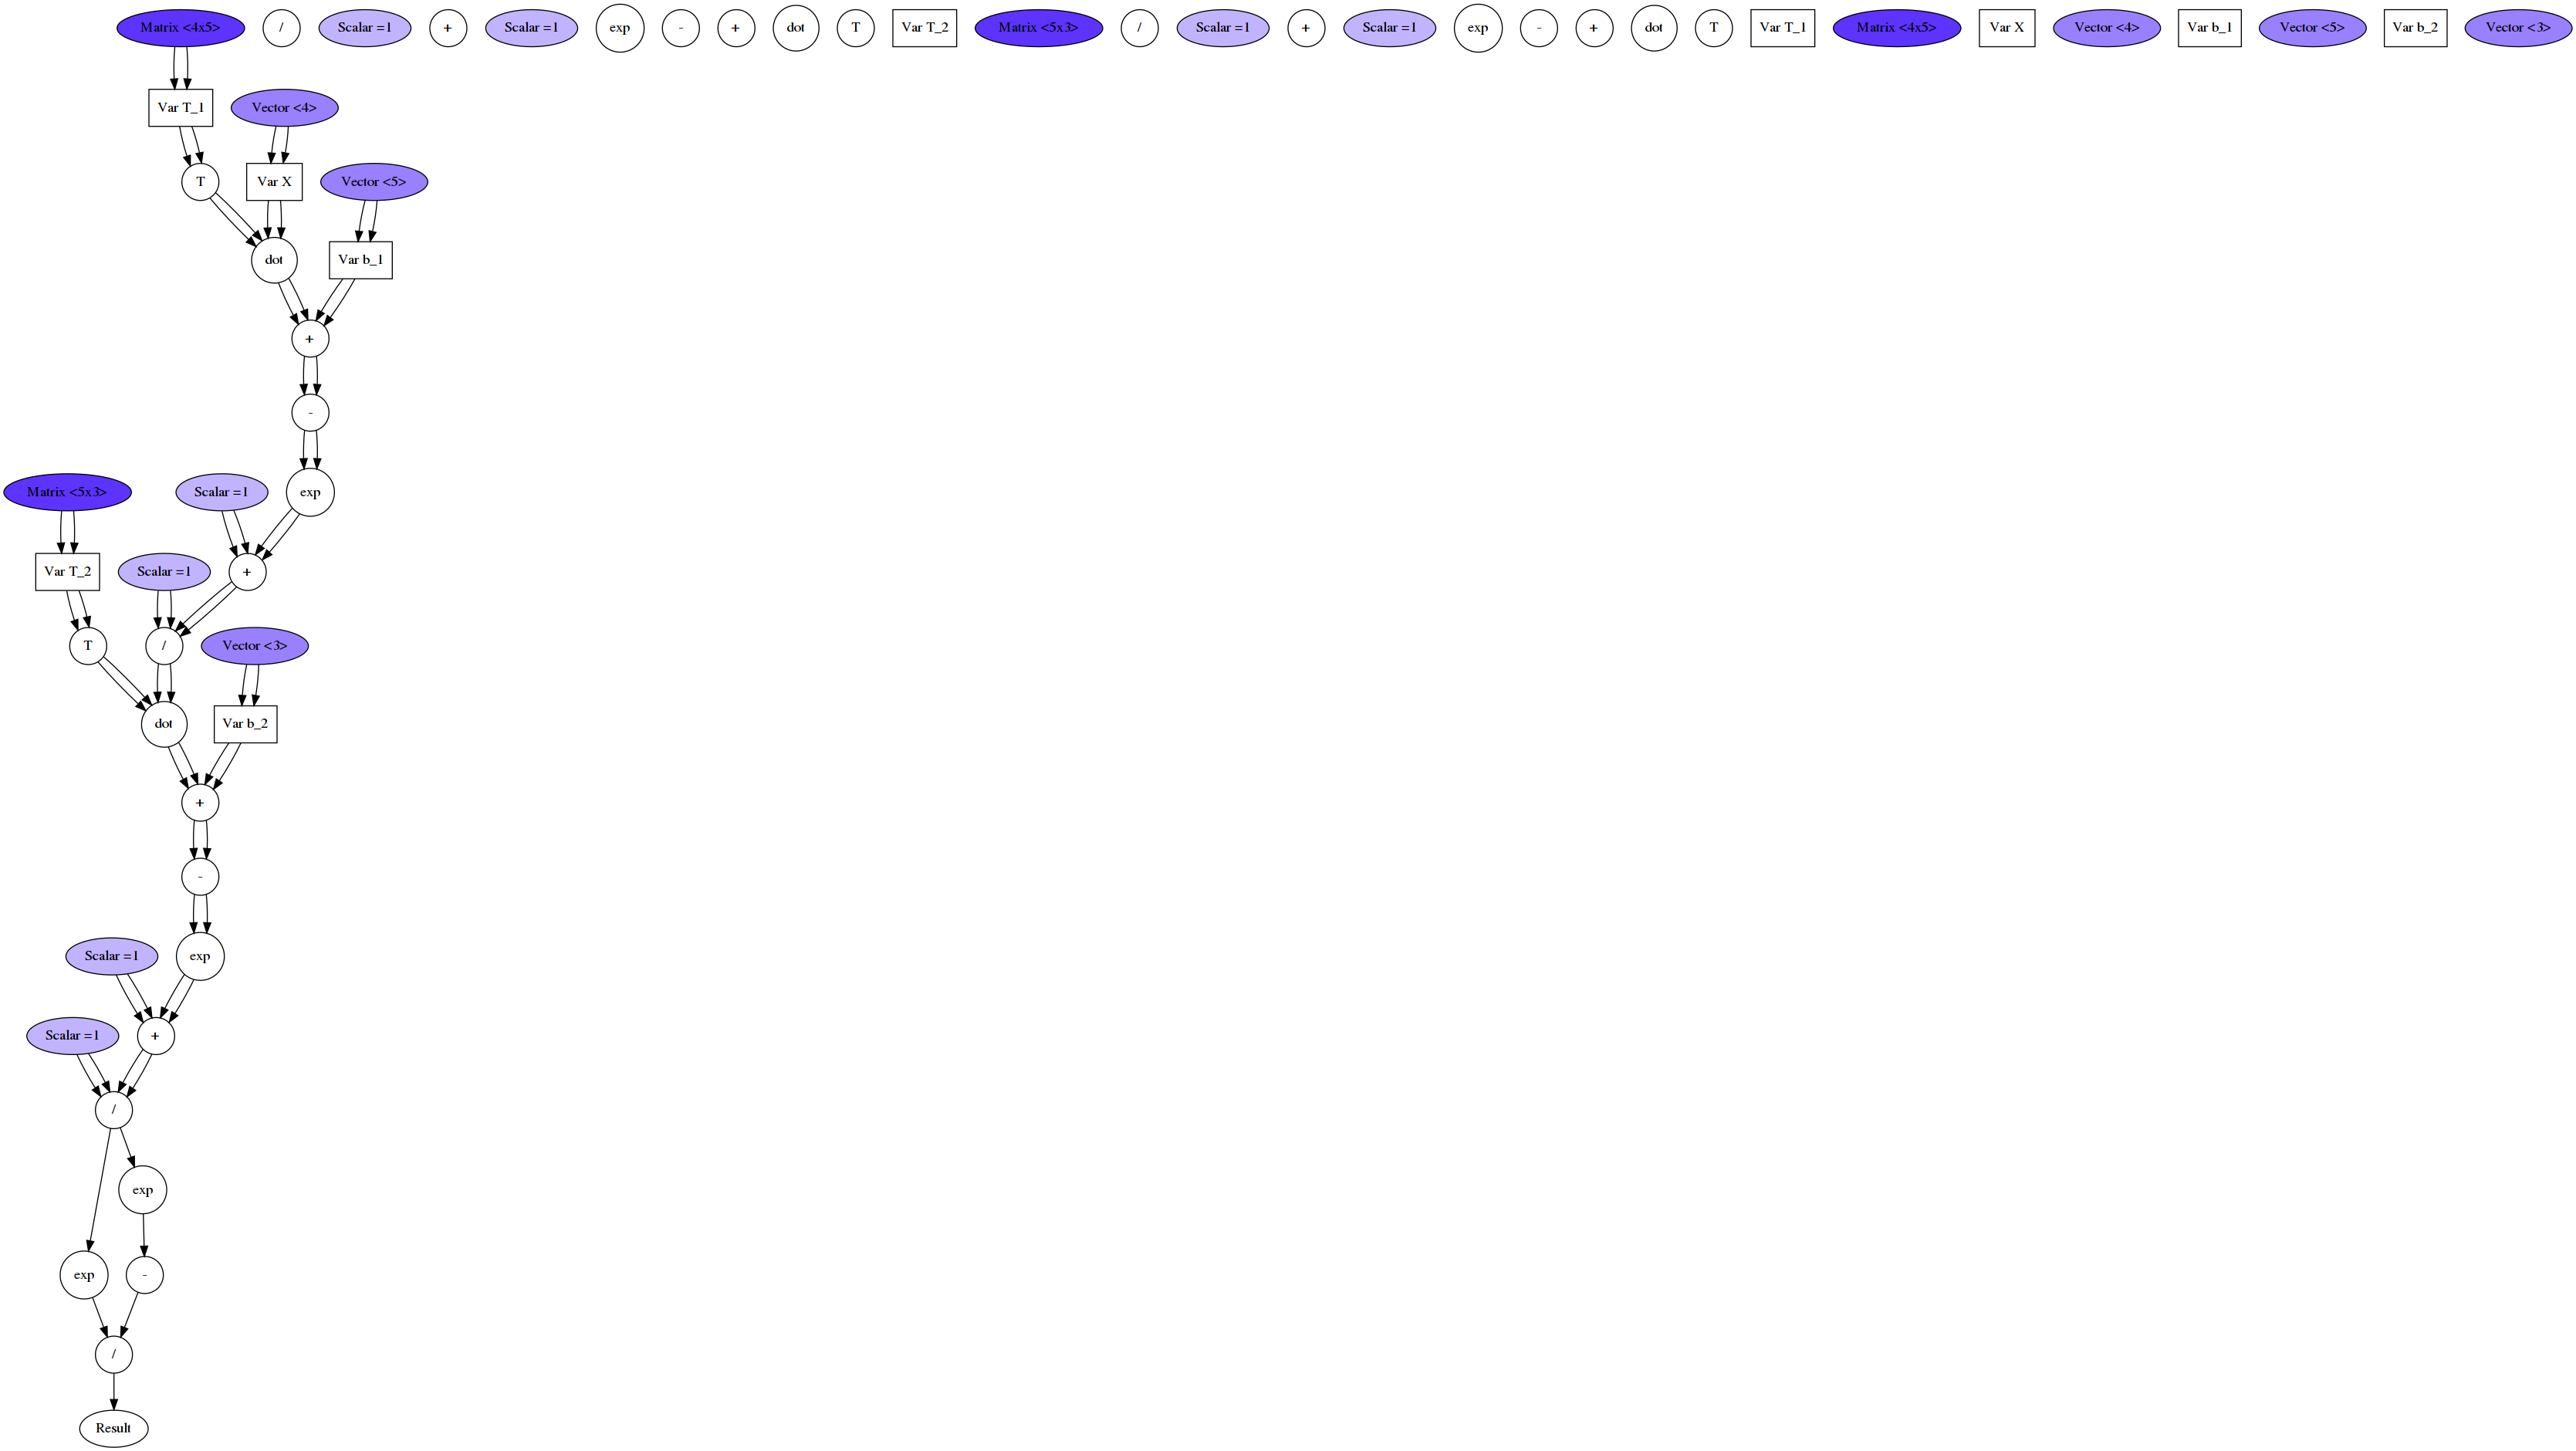 Matrix <4x5>
/
Scalar =1
+
Scalar =1
exp
-
+
dot
T
Var T_2
Matrix <5x3>
/
Scalar =1
+
Scalar =1
exp
-
+
dot
T
Var T_1
Matrix <4x5>
Var X
Vector <4>
Var b_1
Vector <5>
Var b_2
Vector <3>
Var T_1
Vector <4>
T
Var X
Vector <5>
dot
Var b_1
+
-
Matrix <5x3>
Scalar =1
exp
Var T_2
Scalar =1
+
T
/
Vector <3>
dot
Var b_2
+
-
Scalar =1
exp
Scalar =1
+
/
exp
exp
-
/
Result